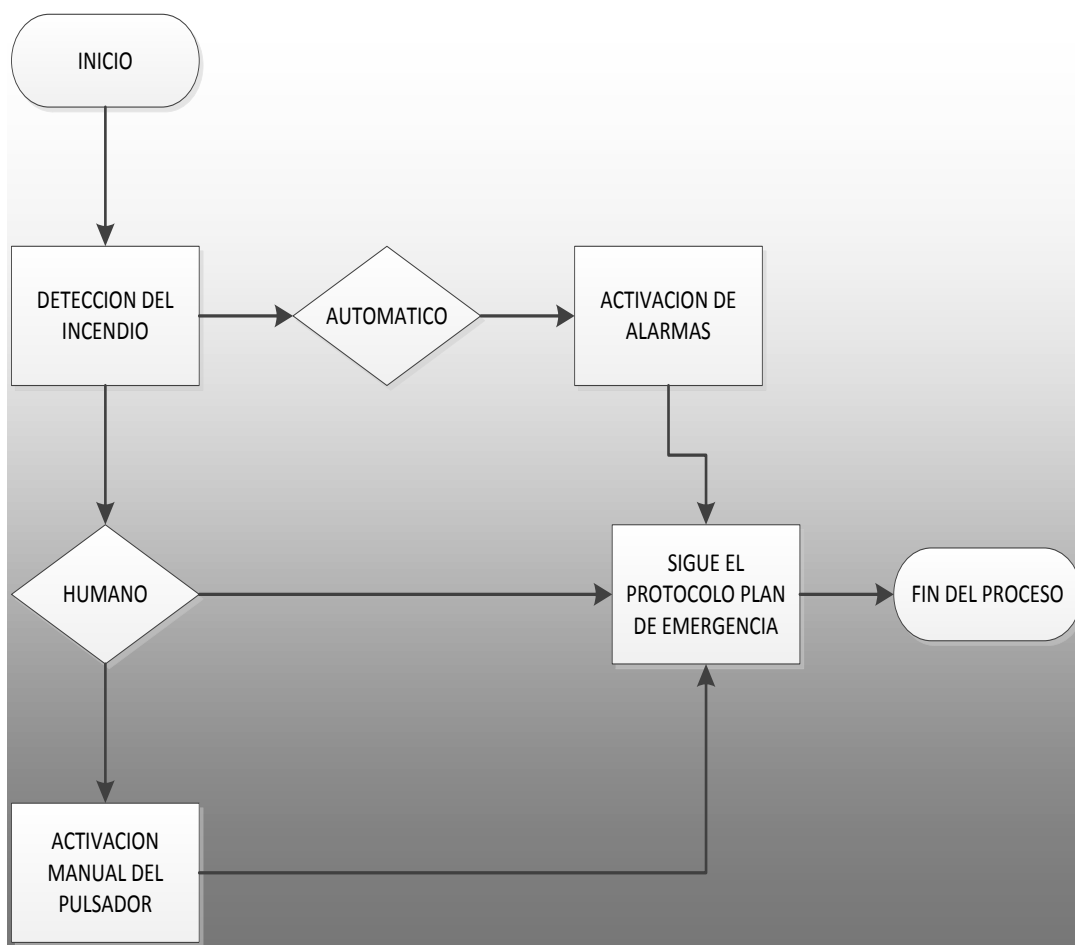 INICIO
DETECCION DEL
INCENDIO
AUTOMATICO
ACTIVACION DE
ALARMAS
HUMANO
SIGUE EL
PROTOCOLO PLAN
DE EMERGENCIA
FIN DEL PROCESO
ACTIVACION
MANUAL DEL
PULSADOR